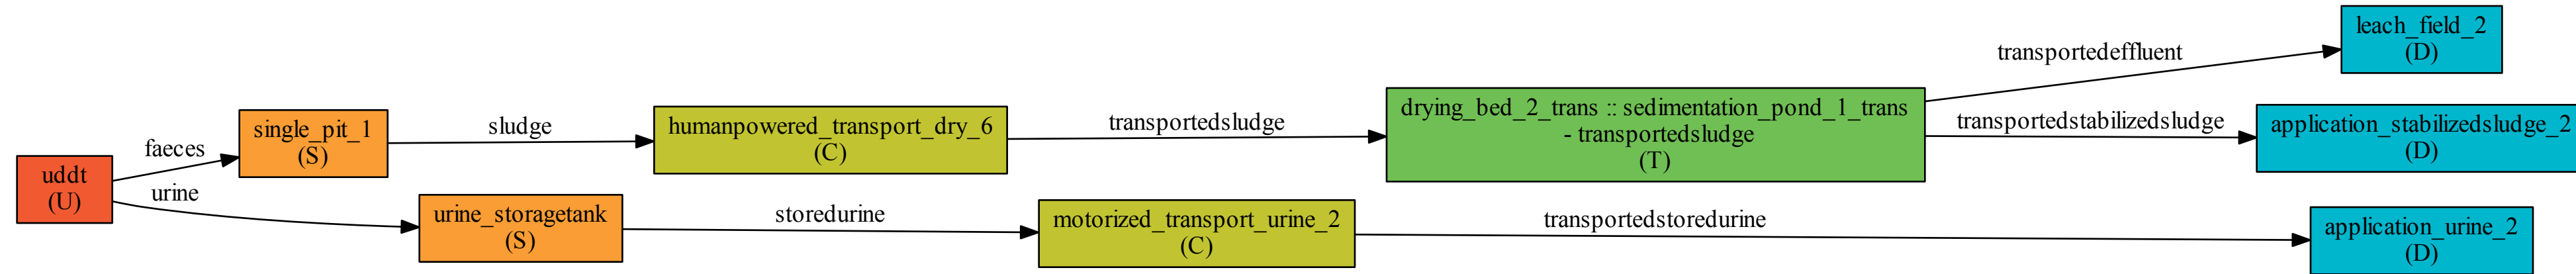 uddt
(U)
faeces
urine
single_pit_1
(S)
urine_storagetank
(S)
sludge
storedurine
humanpowered_transport_dry_6
(C)
motorized_transport_urine_2
(C)
transportedsludge
transportedstoredurine
drying_bed_2_trans :: sedimentation_pond_1_trans
- transportedsludge
(T)
transportedeffluent
transportedstabilizedsludge
leach_field_2
(D)
application_stabilizedsludge_2
(D)
application_urine_2
(D)